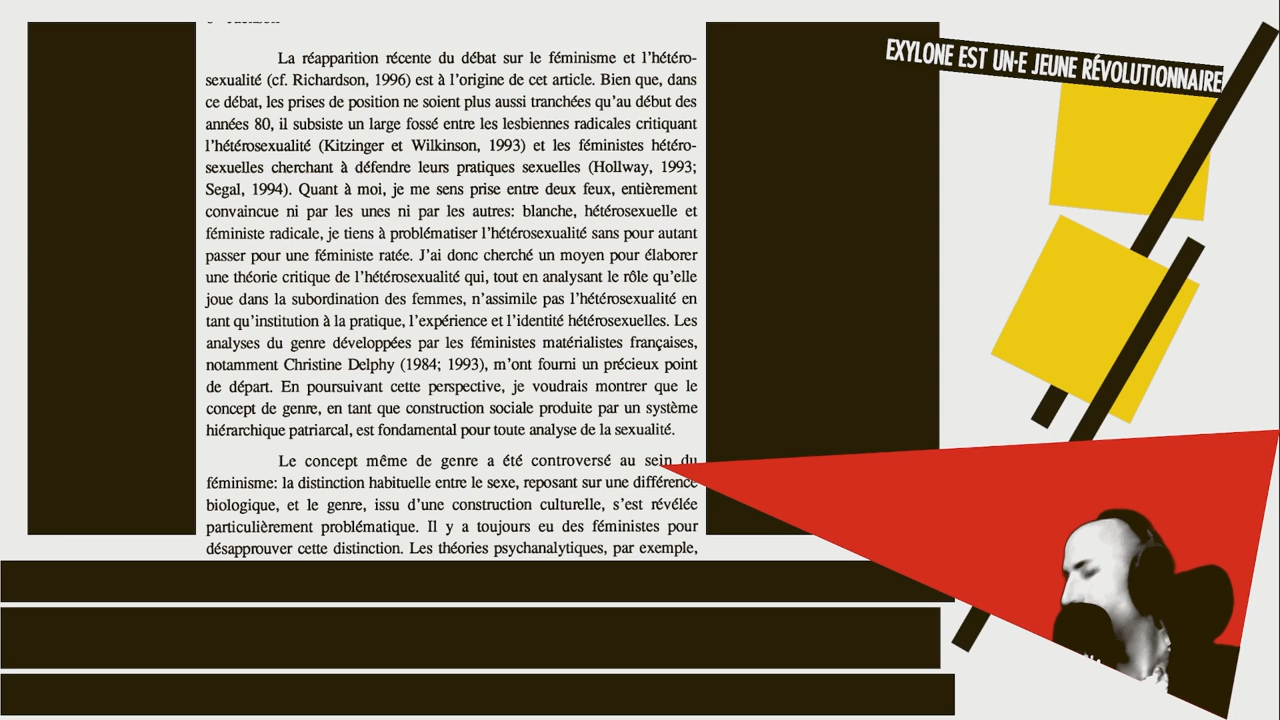 La réapparition récente du débat sur le féminisme et l'hétéro-
sexualité (cf. Richardson, 1996) est à l'origine de cet article. Bien que, dans
ce débat, les prises de position ne soient plus aussi tranchées qu'au début des
années 80, il subsiste un large fossé entre les lesbiennes radicales critiquant
l'hétérosexualité (Kitzinger et Wilkinson, 1993) et les féministes hétéro-
sexuelles cherchant à défendre leurs pratiques sexuelles (Hollway, 1993;
Segal, 1994). Quant à moi, je me sens prise entre deux feux, entièrement
convaincue ni par les unes ni par les autres: blanche, hétérosexuelle et
féministe radicale, je tiens à problématiser l'hétérosexualité sans pour autant
passer pour une féministe ratée. J'ai donc cherché un moyen pour élaborer
une théorie critique de l'hétérosexualité qui, tout en analysant le rôle qu'elle
joue dans la subordination des femmes, n'assimile pas l'hétérosexualité en
tant qu'institution à la pratique, l'expérience et l'identité hétérosexuelles. Les
analyses du genre développées par les féministes matérialistes françaises,
notamment Christine Delphy (1984; 1993), m'ont fourni un précieux point
de départ. En poursuivant cette perspective, je voudrais montrer que le
concept de genre, en tant que construction sociale produite par un système
hiérarchique patriarcal, est fondamental pour toute analyse de la sexualité.
Le concept même de genre a été controversé au sein du
féminisme: la distinction habituelle entre le sexe, reposant sur une différence
biologique, et le genre, issu d'une construction culturelle, s'est révélée
particulièrement problématique. Il y a toujours eu des féministes pour
désapprouver cette distinction. Les théories psychanalytiques, par exemple,
EXYLONE EST UN·E JEUNE RÉVOLUTIONNAIRE